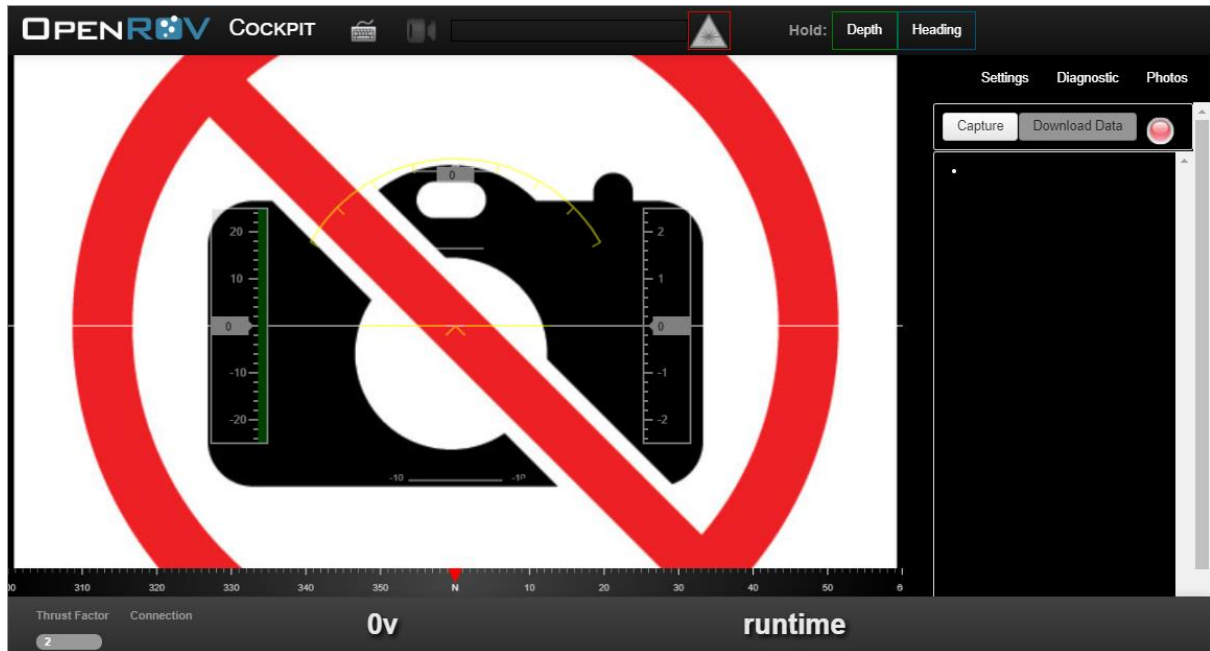 OPENROV COCKPIT Hold: Depth Heading
Settings Diagnostic Photos
Capture Download Data
0
20 2
10 1
0 0
-10 -1
-20 -2
-10 -10
310 320 330 340 350 N 10 20 30 40 50 6
Thrust Factor Connection 0v runtime
2